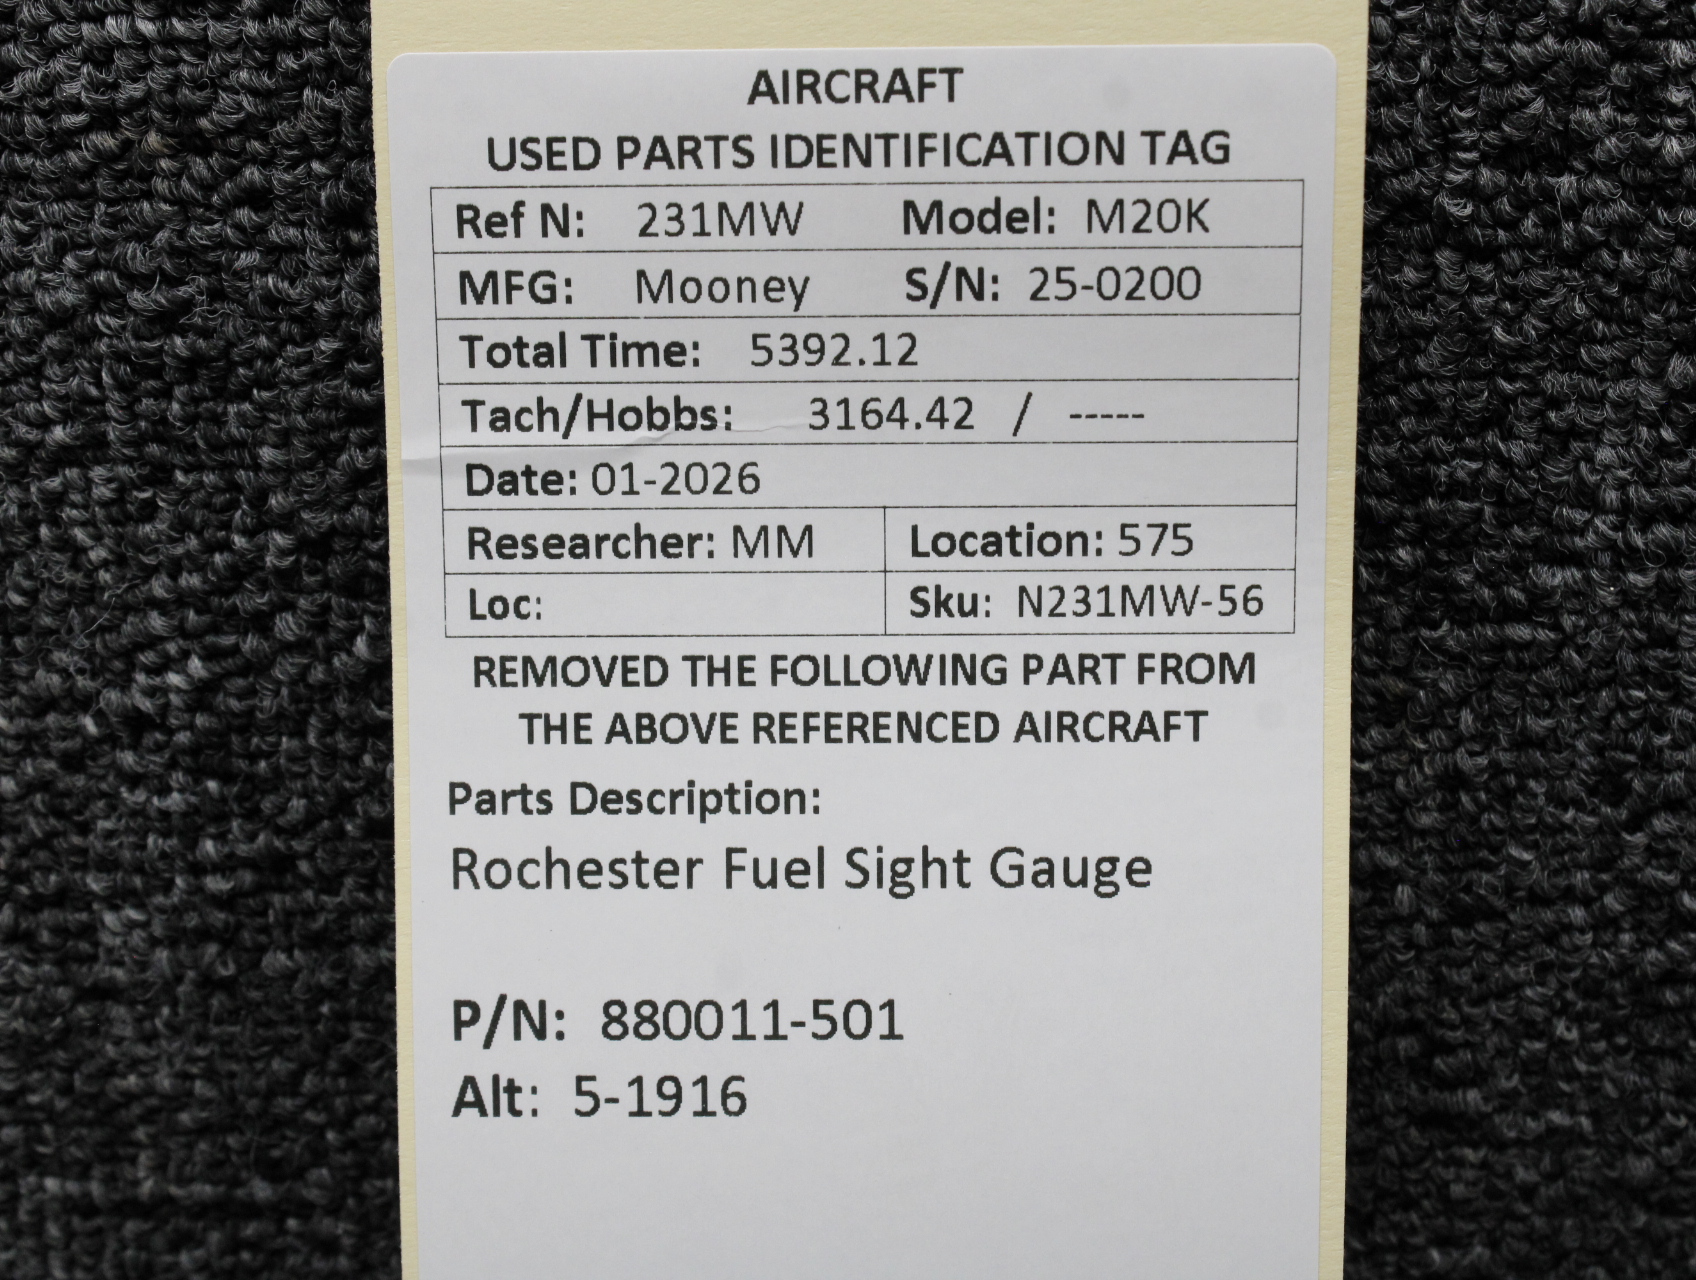 AIRCRAFT
USED PARTS IDENTIFICATION TAG
Ref N: 231MW Model: M20K
MFG: Mooney S/N: 25-0200
Total Time: 5392.12
Tach/Hobbs: 3164.42 / -----
Date: 01-2026
Researcher: MM Location: 575
Loc: Sku: N231MW-56
REMOVED THE FOLLOWING PART FROM
THE ABOVE REFERENCED AIRCRAFT
Parts Description:
Rochester Fuel Sight Gauge
P/N: 880011-501
Alt: 5-1916